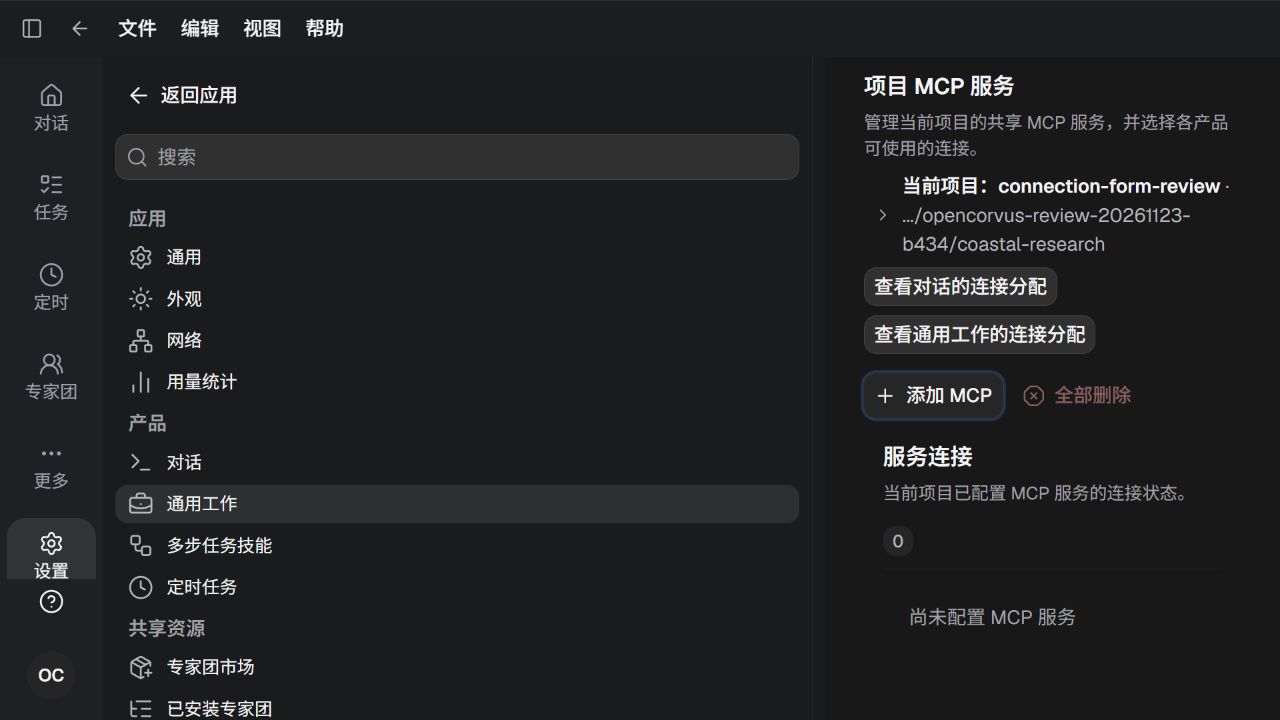 文件 编辑 视图 帮助
对话
任务
定时
专家团
更多
设置
OC
返回应用
搜索
应用
通用
外观
网络
用量统计
产品
对话
通用工作
多步任务技能
定时任务
共享资源
专家团市场
已安装专家团
项目 MCP 服务
管理当前项目的共享 MCP 服务，并选择各产品
可使用的连接。
当前项目：connection-form-review ·
.../opencorvus-review-20261123-
b434/coastal-research
查看对话的连接分配
查看通用工作的连接分配
添加 MCP
全部删除
服务连接
当前项目已配置 MCP 服务的连接状态。
0
尚未配置 MCP 服务